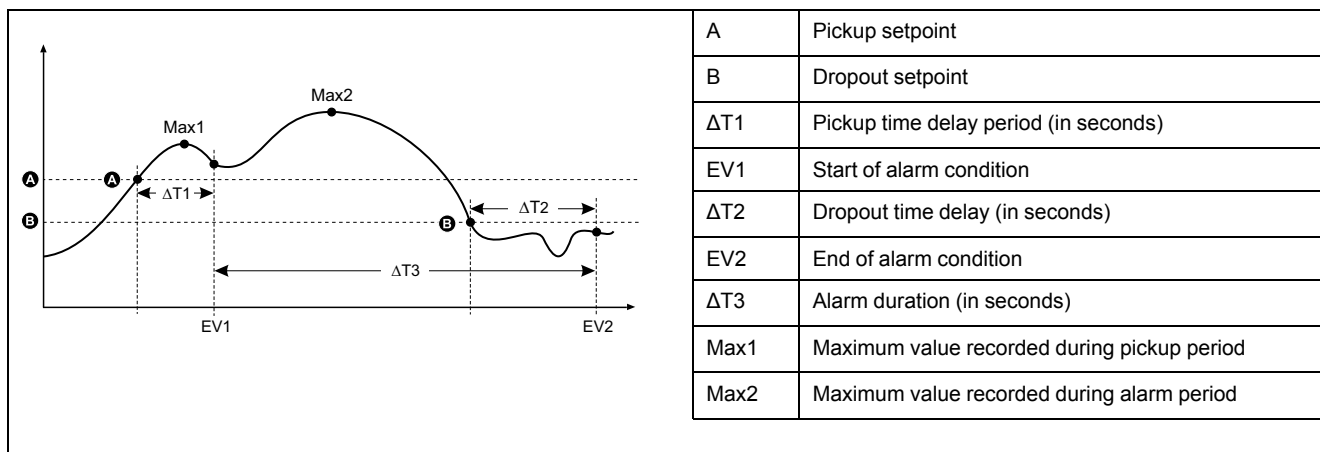 Max2
Max1
A
A
ΔT1
B
B
ΔT2
ΔT3
EV1
EV2
A Pickup setpoint
B Dropout setpoint
ΔT1 Pickup time delay period (in seconds)
EV1 Start of alarm condition
ΔT2 Dropout time delay (in seconds)
EV2 End of alarm condition
ΔT3 Alarm duration (in seconds)
Max1 Maximum value recorded during pickup period
Max2 Maximum value recorded during alarm period